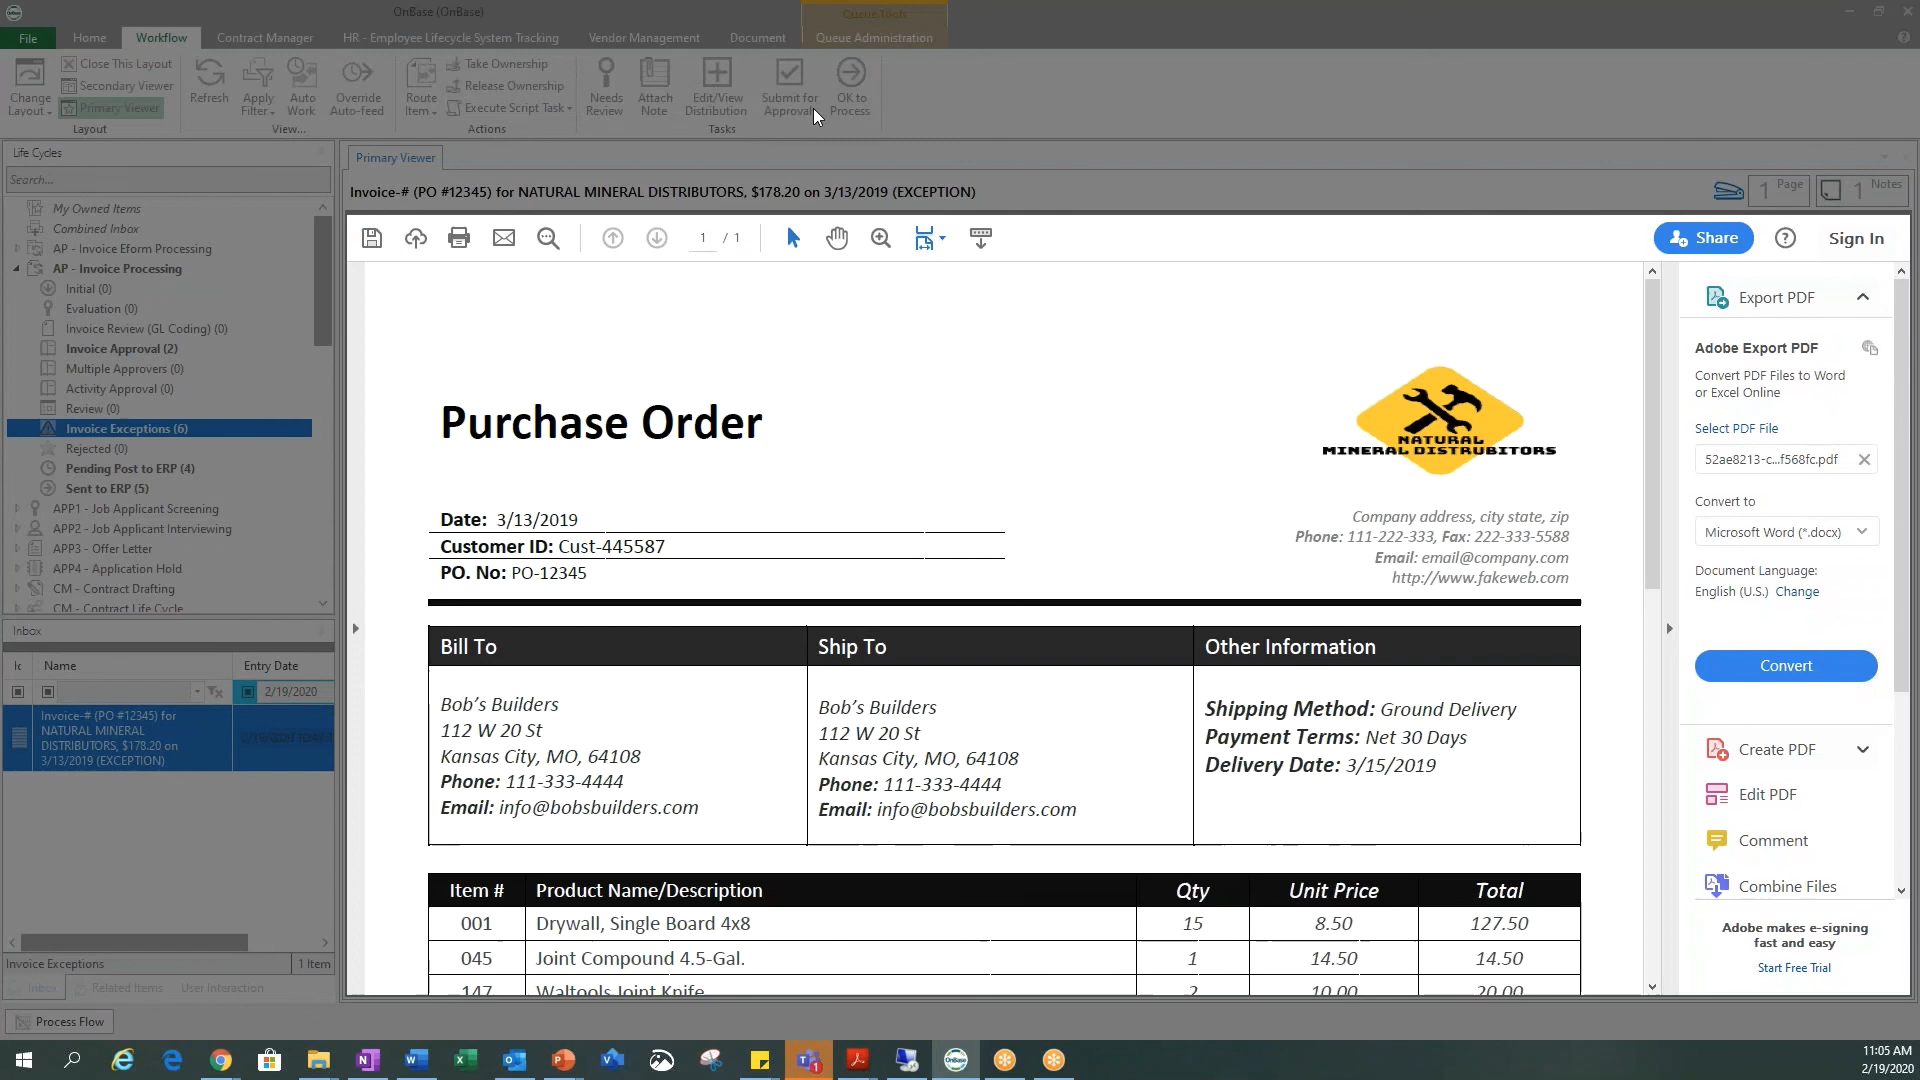 OnBase (OnBase)
Queue Tools
File
Home
Workflow
Contract Manager
HR - Employee Lifecycle System Tracking
Vendor Management
Document
Queue Administration
Change
Layout
Close This Layout
Secondary Viewer
Primary Viewer
Layout
Refresh
Apply
Filter
Auto
Work
Override
Auto-feed
View...
Route
Item
Take Ownership
Release Ownership
Execute Script Task
Actions
Needs
Review
Attach
Note
Edit/View
Distribution
Submit for
Approval
OK to
Process
Tasks
Life Cycles
Search...
My Owned Items
Combined Inbox
AP - Invoice Eform Processing
AP - Invoice Processing
Initial (0)
Evaluation (0)
Invoice Review (GL Coding) (0)
Invoice Approval (2)
Multiple Approvers (0)
Activity Approval (0)
Review (0)
Invoice Exceptions (6)
Rejected (0)
Pending Post to ERP (4)
Sent to ERP (5)
APP1 - Job Applicant Screening
APP2 - Job Applicant Interviewing
APP3 - Offer Letter
APP4 - Application Hold
CM - Contract Drafting
CM - Contract Life Cycle
Inbox
Ic
Name
Entry Date
2/19/2020
Invoice-# (PO #12345) for
NATURAL MINERAL
DISTRIBUTORS, $178.20 on
3/13/2019 (EXCEPTION)
Invoice Exceptions
1 Item
Inbox
Related Items
User Interaction
Process Flow
Primary Viewer
Invoice-# (PO #12345) for NATURAL MINERAL DISTRIBUTORS, $178.20 on 3/13/2019 (EXCEPTION)
1 Page
1 Notes
1 / 1
Share
Sign In
Purchase Order
NATURAL
MINERAL DISTRUBITORS
Date: 3/13/2019
Customer ID: Cust-445587
PO. No: PO-12345
Company address, city state, zip
Phone: 111-222-333, Fax: 222-333-5588
Email: email@company.com
http://www.fakeweb.com
Bill To
Ship To
Other Information
Bob's Builders
112 W 20 St
Kansas City, MO, 64108
Phone: 111-333-4444
Email: info@bobsbuilders.com
Bob's Builders
112 W 20 St
Kansas City, MO, 64108
Phone: 111-333-4444
Email: info@bobsbuilders.com
Shipping Method: Ground Delivery
Payment Terms: Net 30 Days
Delivery Date: 3/15/2019
Item # Product Name/Description Qty Unit Price Total
001 Drywall, Single Board 4x8 15 8.50 127.50
045 Joint Compound 4.5-Gal. 1 14.50 14.50
147 Waltools Joint Knife 2 10.00 20.00
Export PDF
Adobe Export PDF
Convert PDF Files to Word
or Excel Online
Select PDF File
52ae8213-c...f568fc.pdf
Convert to
Microsoft Word (*.docx)
Document Language:
English (U.S.) Change
Convert
Create PDF
Edit PDF
Comment
Combine Files
Adobe makes e-signing
fast and easy
Start Free Trial
11:05 AM
2/19/2020